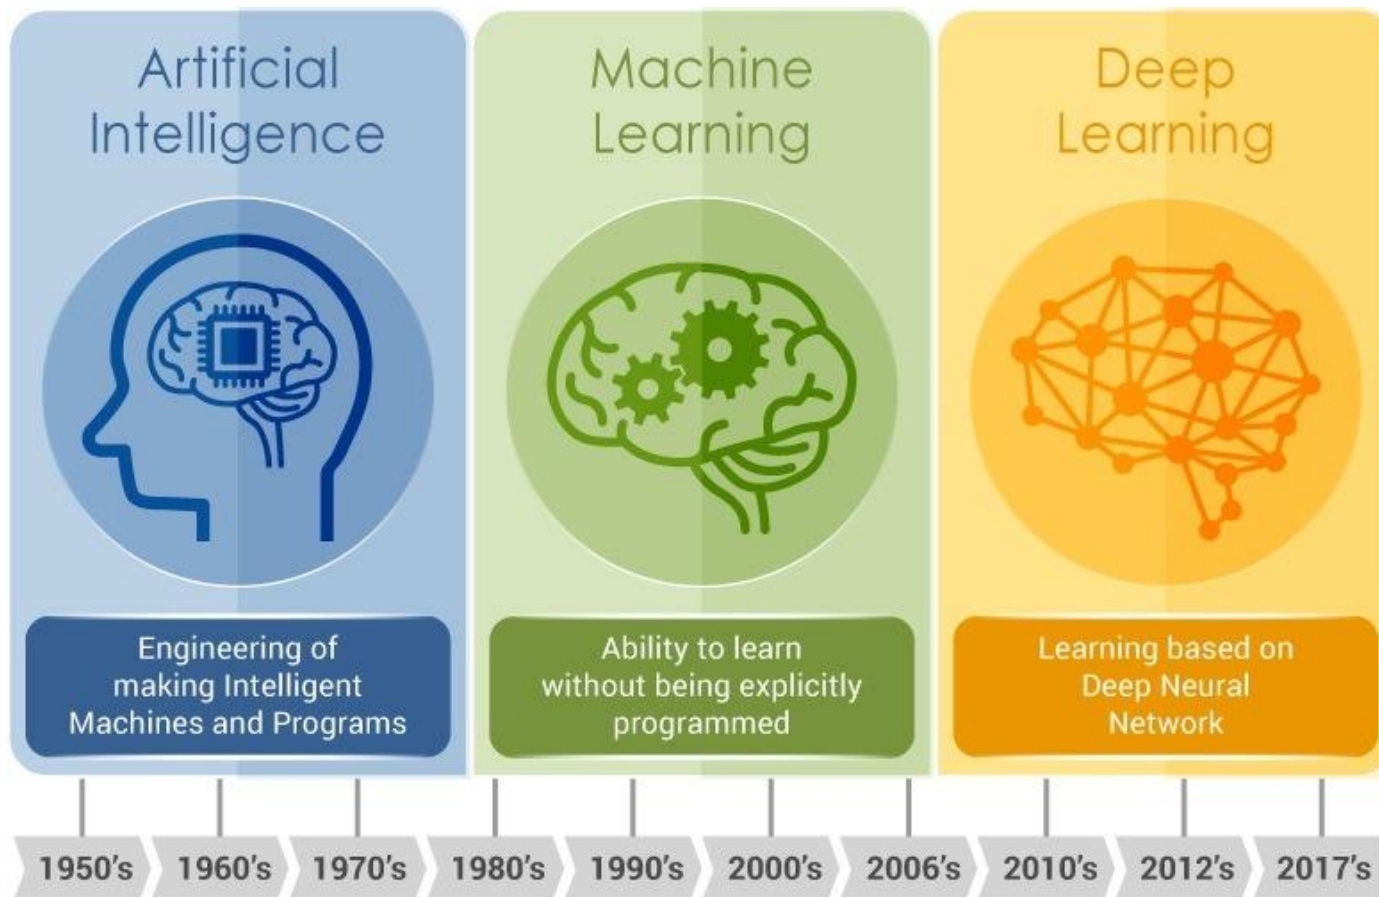 Artificial
Intelligence
Machine
Learning
Deep
Learning
Engineering of
making Intelligent
Machines and Programs
Ability to learn
without being explicitly
programmed
Learning based on
Deep Neural
Network
1950's
1960's
1970's
1980's
1990's
2000's
2006's
2010's
2012's
2017's